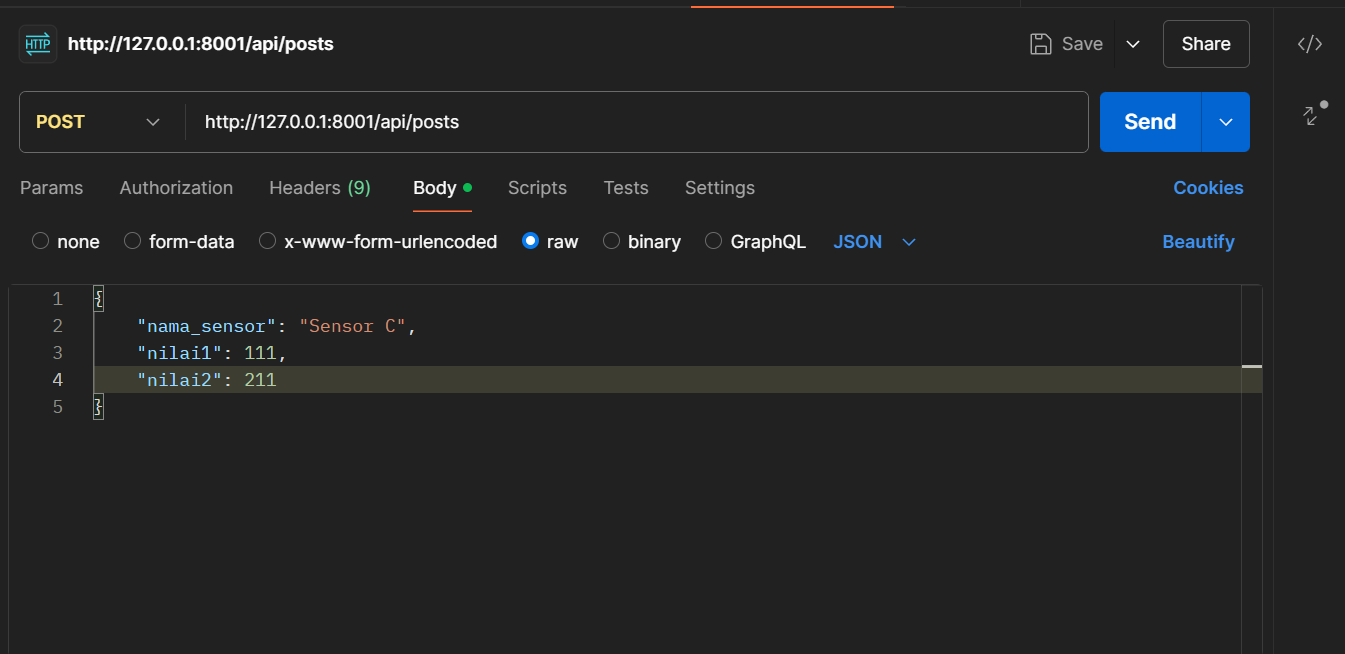 HTTP http://127.0.0.1:8001/api/posts Save Share
POST http://127.0.0.1:8001/api/posts Send
Params Authorization Headers (9) Body Scripts Tests Settings Cookies
none form-data x-www-form-urlencoded raw binary GraphQL JSON Beautify
1 {
2 "nama_sensor": "Sensor C",
3 "nilai1": 111,
4 "nilai2": 211
5 }